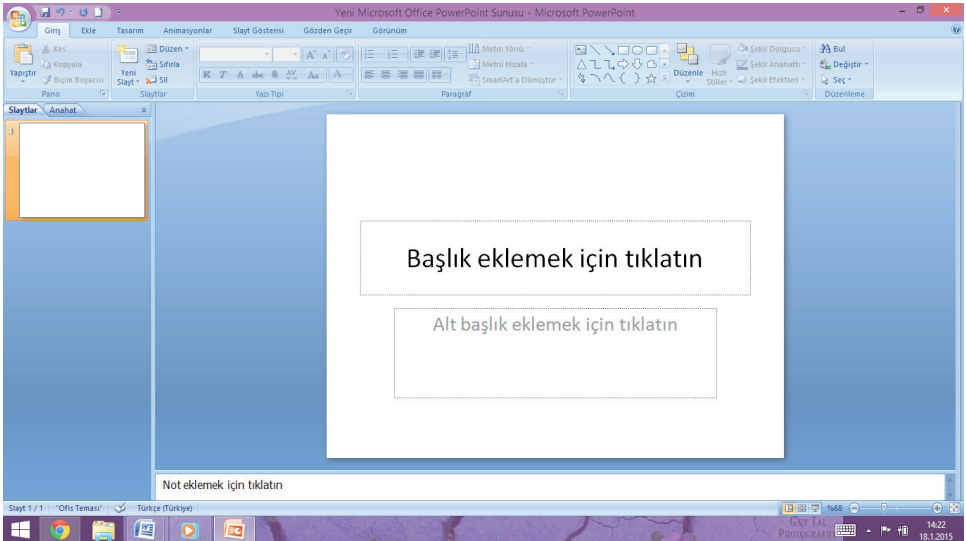 Yeni Microsoft Office PowerPoint Sunusu - Microsoft PowerPoint
Giriş Ekle Tasarım Animasyonlar Slayt Gösterisi Gözden Geçir Görünüm
Yapıştır
Kes
Kopyala
Biçim Boyacısı
Pano
Yeni Slayt
Düzen
Sıfırla
Sil
Slaytlar
K T A abc S AV Aa A
Yazı Tipi
Metin Yönü
Metni Hizala
SmartArt'a Dönüştür
Paragraf
Düzenle
Hızlı Stiller
Şekil Dolgusu
Şekil Anahattı
Şekil Efektleri
Çizim
Bul
Değiştir
Seç
Düzenleme
Slaytlar Anahat x
1
Başlık eklemek için tıklatın
Alt başlık eklemek için tıklatın
Not eklemek için tıklatın
Slayt 1 / 1 "Ofis Teması" Türkçe (Türkiye) %68
14:22
18.1.2015